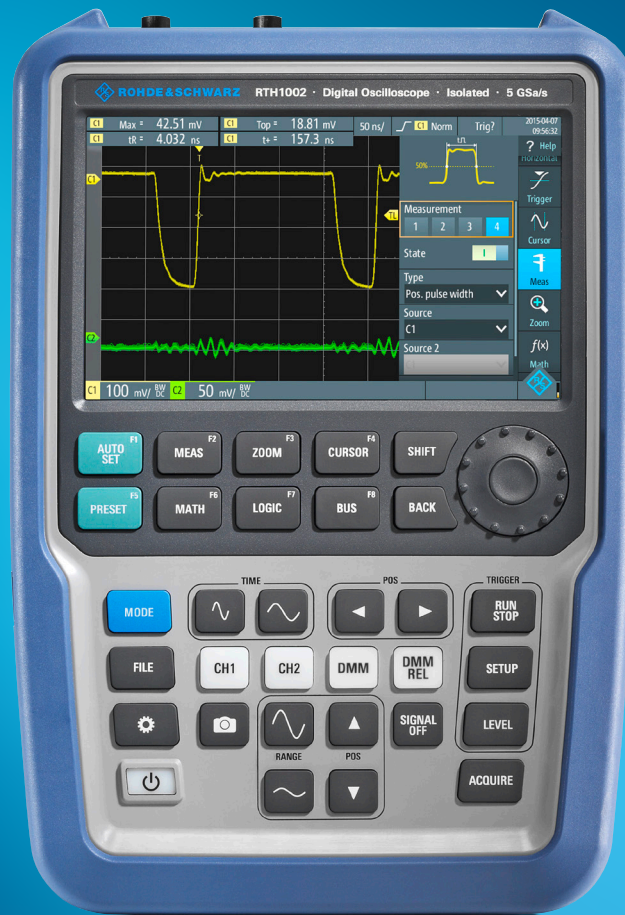 ROHDE & SCHWARZ RTH1002 · Digital Oscilloscope · Isolated · 5 GSa/s
C1 Max = 42.51 mV C1 Top = 18.81 mV 50 ns/ C1 Norm Trig? 2015-04-07
C1 tR = 4.032 ns C1 t+ = 157.3 ns 09:56:32
T
? Help
Horizontal
50%
C1
TL
Trigger
Measurement
1 2 3 4
Cursor
State I
Meas
Type
Pos. pulse width
Source
C1
Zoom
C2
Source 2
C1
f(x)
Math
C1 100 mV/ BW DC C2 50 mV/ BW DC
AUTO SET F1 MEAS F2 ZOOM F3 CURSOR F4 SHIFT
PRESET F5 MATH F6 LOGIC F7 BUS F8 BACK
TIME POS TRIGGER
MODE RUN STOP
FILE CH1 CH2 DMM DMM REL SETUP
SIGNAL OFF LEVEL
RANGE POS
ACQUIRE